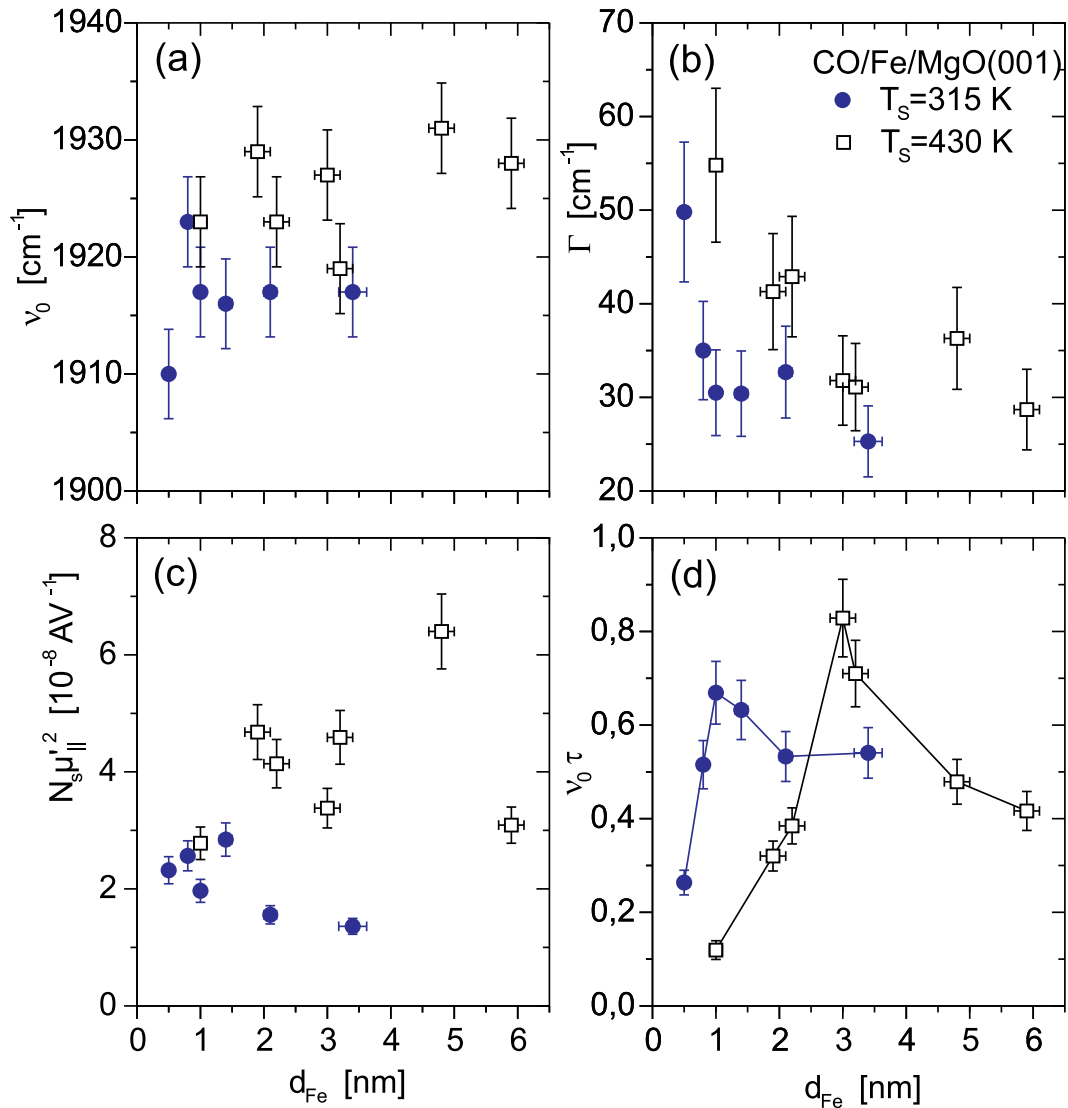 1940
(a)
1930
1920
1910
1900
ν₀ [cm⁻¹]
70
(b)
CO/Fe/MgO(001)
T_S=315 K
T_S=430 K
60
50
40
30
20
Γ [cm⁻¹]
8
(c)
6
4
2
0
N_sμ'_||² [10⁻⁸ AV⁻¹]
0 1 2 3 4 5 6
d_Fe [nm]
1,0
(d)
0,8
0,6
0,4
0,2
0,0
ν₀ τ
0 1 2 3 4 5 6
d_Fe [nm]